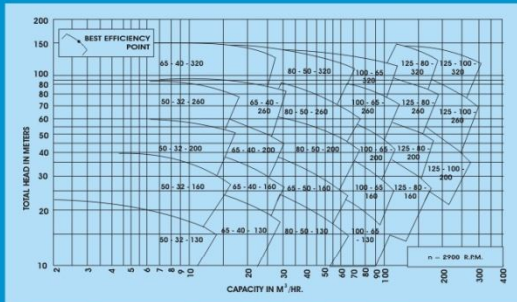 200
BEST EFFICIENCY
POINT
150
65 - 40 - 320
80 - 50 - 320
100 - 65
320
125 - 80 -
320
125 - 100 -
320
100
90
80
70
60
50 - 32 - 260
65 - 40 -
260
80 - 50 - 260
100 - 65 -
260
125 - 80 -
260
125 - 100 -
260
50
40
50 - 32 - 200
65 - 40 - 200
80 - 50 - 200
100 - 65
200
125 - 80 -
200
125 - 100 -
200
30
50 - 32 - 160
65 - 40 - 160
65 - 50 - 160
100 - 65
160
125 - 80 -
160
20
50 - 32 - 130
65 - 40 - 130
80 - 50 - 130
100 - 65
- 130
n – 2900 R.P.M.
10
TOTAL HEAD IN METERS
2 3 4 5 6 7 8 9 10 20 30 40 50 60 70 80 90 100 200 300 400
CAPACITY IN M³/HR.